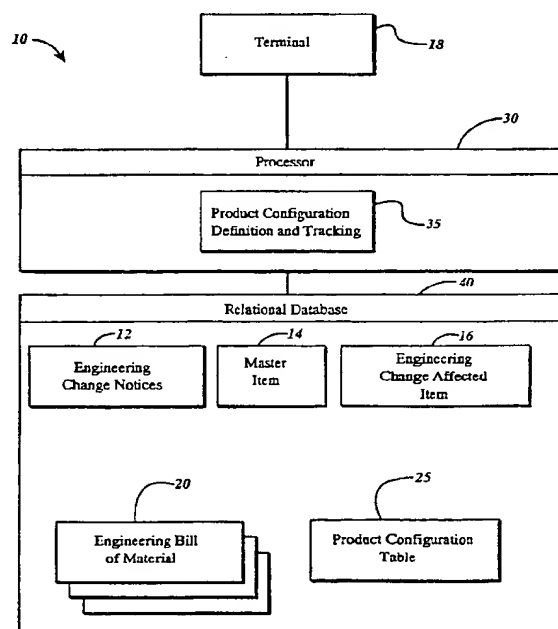 10
Terminal
18
30
Processor
Product Configuration
Definition and Tracking
35
40
Relational Database
12
14
16
Engineering
Change Notices
Master
Item
Engineering
Change Affected
Item
20
25
Engineering Bill
of Material
Product Configuration
Table